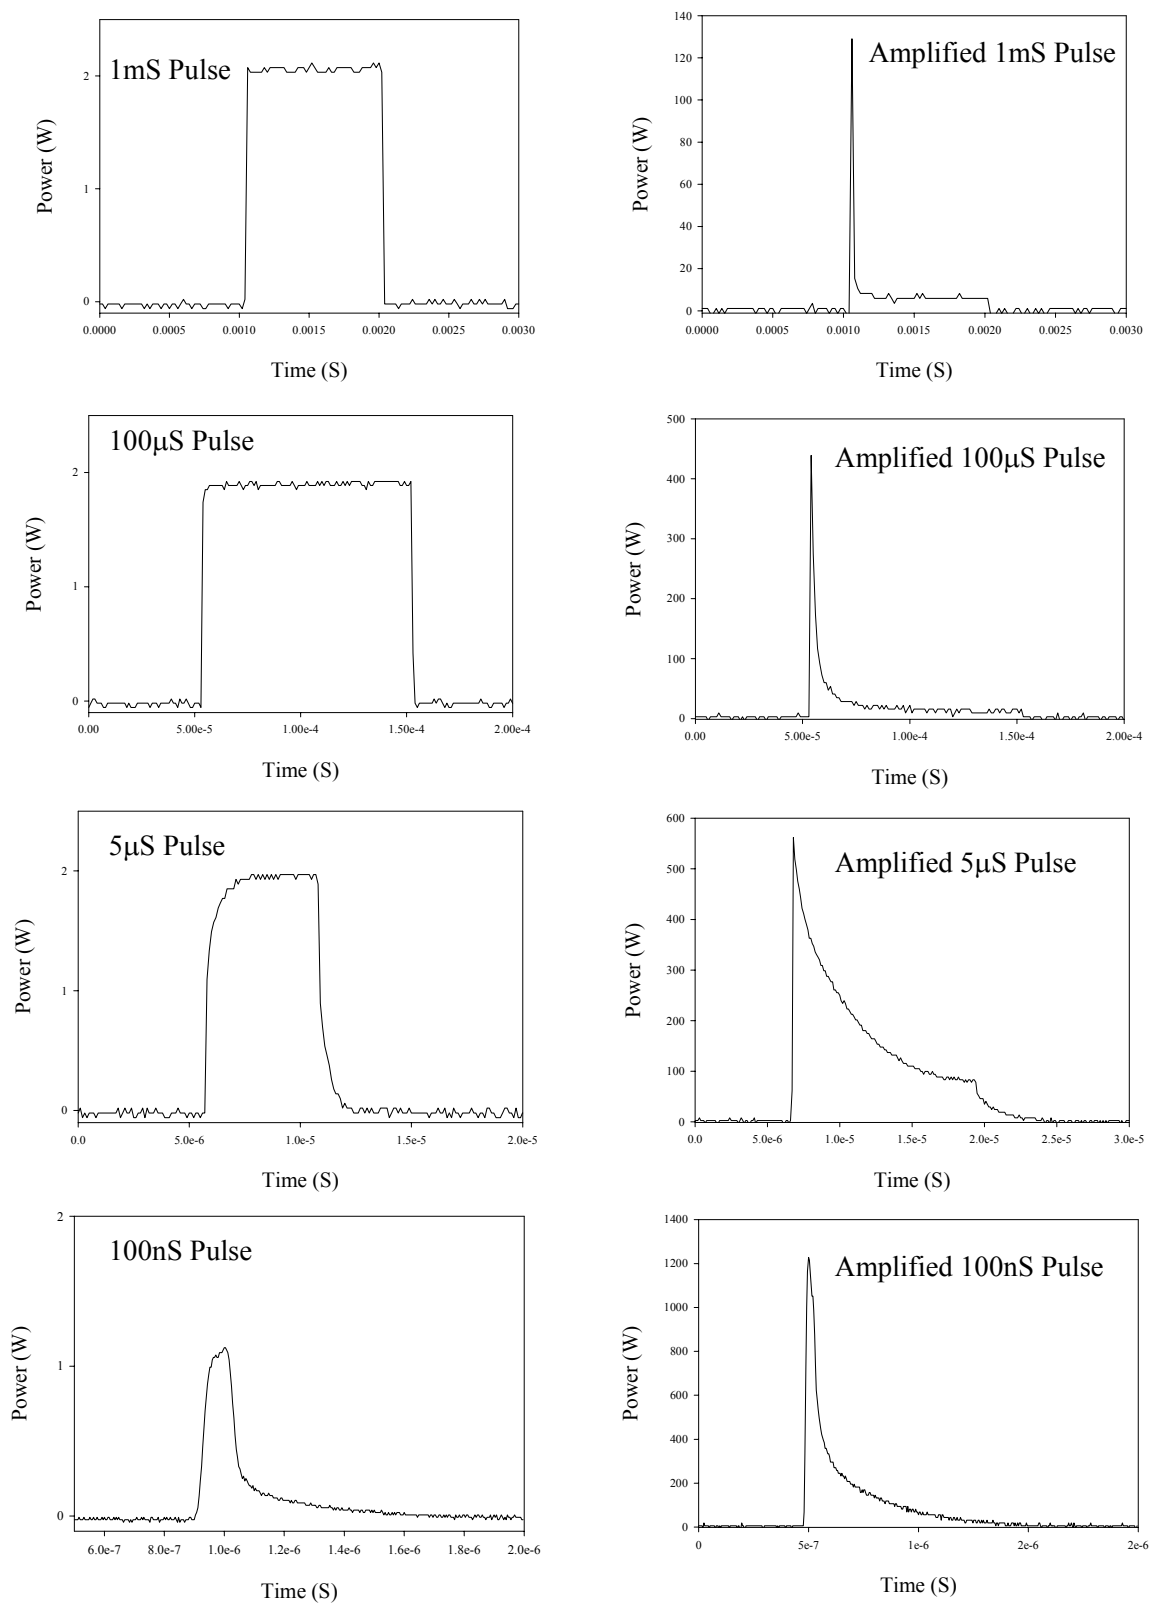 1mS Pulse
Power (W)
2
1
0
0.0000 0.0005 0.0010 0.0015 0.0020 0.0025 0.0030
Time (S)
Amplified 1mS Pulse
Power (W)
140
120
100
80
60
40
20
0
0.0000 0.0005 0.0010 0.0015 0.0020 0.0025 0.0030
Time (S)
100μS Pulse
Power (W)
2
1
0
0.00 5.00e-5 1.00e-4 1.50e-4 2.00e-4
Time (S)
Amplified 100μS Pulse
Power (W)
500
400
300
200
100
0
0.00 5.00e-5 1.00e-4 1.50e-4 2.00e-4
Time (S)
5μS Pulse
Power (W)
2
1
0
0.0 5.0e-6 1.0e-5 1.5e-5 2.0e-5
Time (S)
Amplified 5μS Pulse
Power (W)
600
500
400
300
200
100
0
0.0 5.0e-6 1.0e-5 1.5e-5 2.0e-5 2.5e-5 3.0e-5
Time (S)
100nS Pulse
Power (W)
2
1
0
6.0e-7 8.0e-7 1.0e-6 1.2e-6 1.4e-6 1.6e-6 1.8e-6 2.0e-6
Time (S)
Amplified 100nS Pulse
Power (W)
1400
1200
1000
800
600
400
200
0
0 5e-7 1e-6 2e-6 2e-6
Time (S)